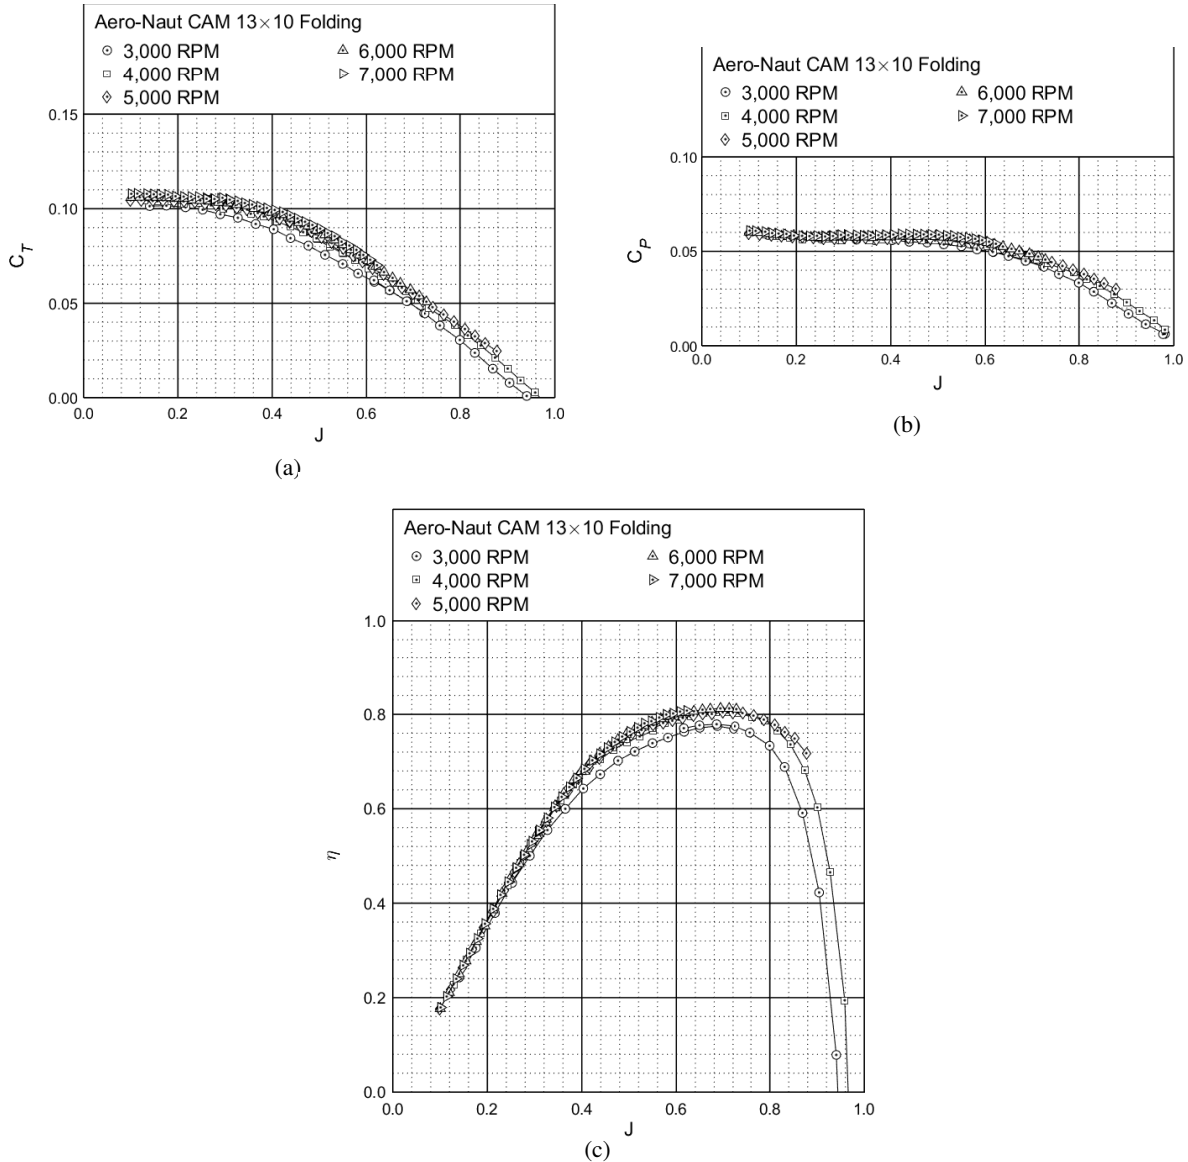 Aero-Naut CAM 13×10 Folding
3,000 RPM 6,000 RPM
4,000 RPM 7,000 RPM
5,000 RPM
0.15
0.10
0.05
0.00
C_T
0.0 0.2 0.4 0.6 0.8 1.0
J
(a)
Aero-Naut CAM 13×10 Folding
3,000 RPM 6,000 RPM
4,000 RPM 7,000 RPM
5,000 RPM
0.10
0.05
0.00
C_P
0.0 0.2 0.4 0.6 0.8 1.0
J
(b)
Aero-Naut CAM 13×10 Folding
3,000 RPM 6,000 RPM
4,000 RPM 7,000 RPM
5,000 RPM
1.0
0.8
0.6
η
0.4
0.2
0.0
0.0 0.2 0.4 0.6 0.8 1.0
J
(c)